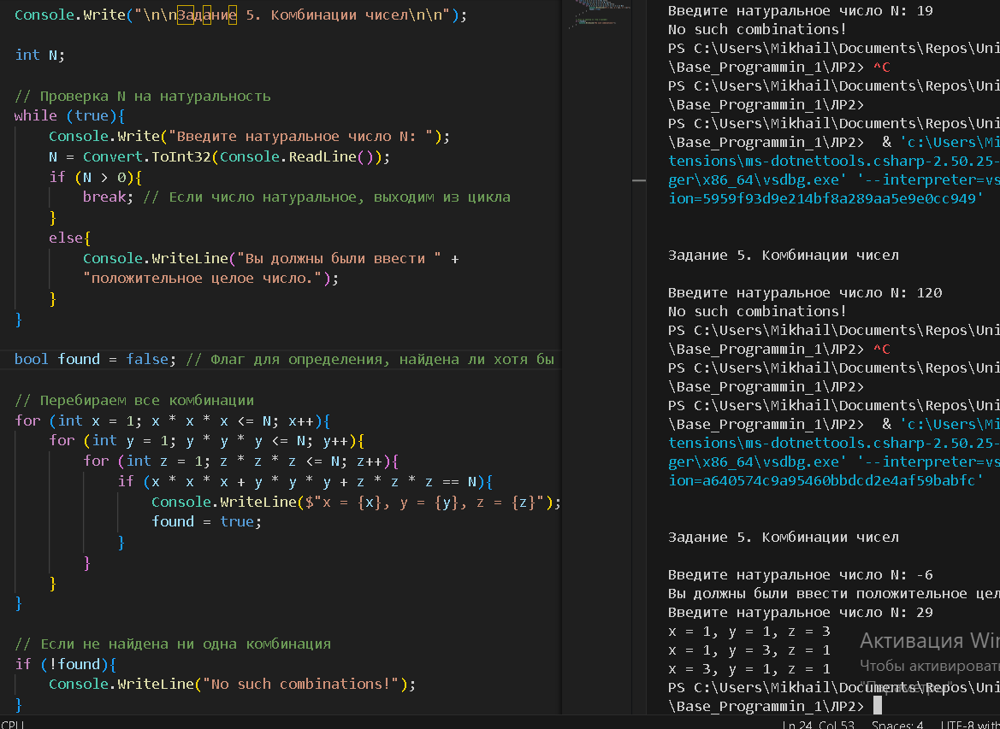 Console.Write("\n\nЗадание 5. Комбинации чисел\n\n");
int N;
// Проверка N на натуральность
while (true){
Console.Write("Введите натуральное число N: ");
N = Convert.ToInt32(Console.ReadLine());
if (N > 0){
break; // Если число натуральное, выходим из цикла
}
else{
Console.WriteLine("Вы должны были ввести " +
"положительное целое число.");
}
}
bool found = false; // Флаг для определения, найдена ли хотя бы
// Перебираем все комбинации
for (int x = 1; x * x * x <= N; x++){
for (int y = 1; y * y * y <= N; y++){
for (int z = 1; z * z * z <= N; z++){
if (x * x * x + y * y * y + z * z * z == N){
Console.WriteLine($"x = {x}, y = {y}, z = {z}");
found = true;
}
}
}
}
// Если не найдена ни одна комбинация
if (!found){
Console.WriteLine("No such combinations!");
}
Введите натуральное число N: 19
No such combinations!
PS C:\Users\Mikhail\Documents\Repos\Uni
\Base_Programmin_1\ЛР2> ^C
PS C:\Users\Mikhail\Documents\Repos\Uni
\Base_Programmin_1\ЛР2>
PS C:\Users\Mikhail\Documents\Repos\Uni
\Base_Programmin_1\ЛР2>  & 'c:\Users\Mi
tensions\ms-dotnettools.csharp-2.50.25-
ger\x86_64\vsdbg.exe' '--interpreter=vs
ion=5959f93d9e214bf8a289aa5e9e0cc949'
Задание 5. Комбинации чисел
Введите натуральное число N: 120
No such combinations!
PS C:\Users\Mikhail\Documents\Repos\Uni
\Base_Programmin_1\ЛР2> ^C
PS C:\Users\Mikhail\Documents\Repos\Uni
\Base_Programmin_1\ЛР2>
PS C:\Users\Mikhail\Documents\Repos\Uni
\Base_Programmin_1\ЛР2>  & 'c:\Users\Mi
tensions\ms-dotnettools.csharp-2.50.25-
ger\x86_64\vsdbg.exe' '--interpreter=vs
ion=a640574c9a95460bbdcd2e4af59babfc'
Задание 5. Комбинации чисел
Введите натуральное число N: -6
Вы должны были ввести положительное цел
Введите натуральное число N: 29
x = 1, y = 1, z = 3
x = 1, y = 3, z = 1
x = 3, y = 1, z = 1
PS C:\Users\Mikhail\Documents\Repos\Uni
\Base_Programmin_1\ЛР2>
Активация Win
Чтобы активироват
"Параметры".
CPU
Ln 24, Col 53
Spaces: 4
UTF-8 with